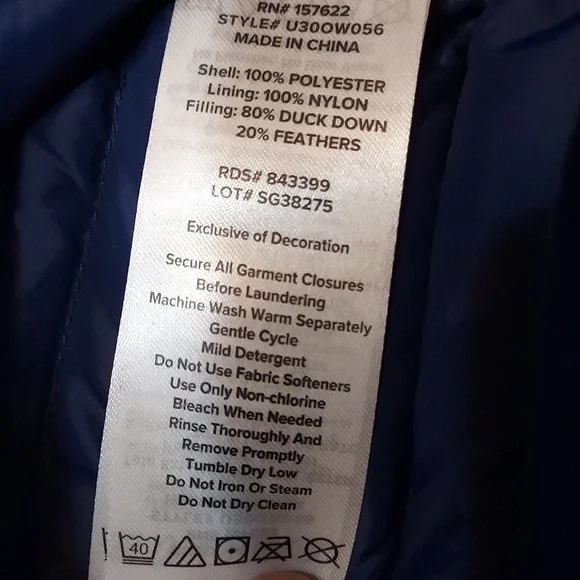 RN# 157622
STYLE# U30OW056
MADE IN CHINA
Shell: 100% POLYESTER
Lining: 100% NYLON
Filling: 80% DUCK DOWN
20% FEATHERS
RDS# 843399
LOT# SG38275
Exclusive of Decoration
Secure All Garment Closures
Before Laundering
Machine Wash Warm Separately
Gentle Cycle
Mild Detergent
Do Not Use Fabric Softeners
Use Only Non-chlorine
Bleach When Needed
Rinse Thoroughly And
Remove Promptly
Tumble Dry Low
Do Not Iron Or Steam
Do Not Dry Clean
40